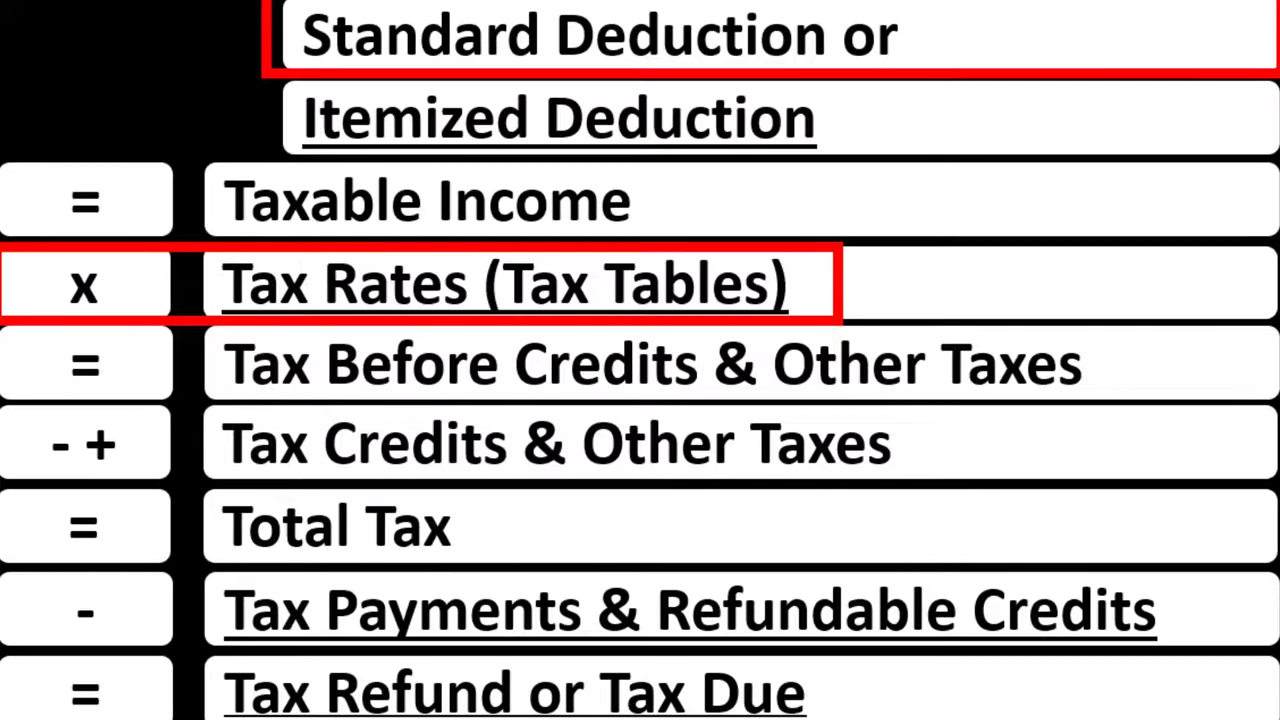 Standard Deduction or
Itemized Deduction
= Taxable Income
x Tax Rates (Tax Tables)
= Tax Before Credits & Other Taxes
- + Tax Credits & Other Taxes
= Total Tax
- Tax Payments & Refundable Credits
= Tax Refund or Tax Due